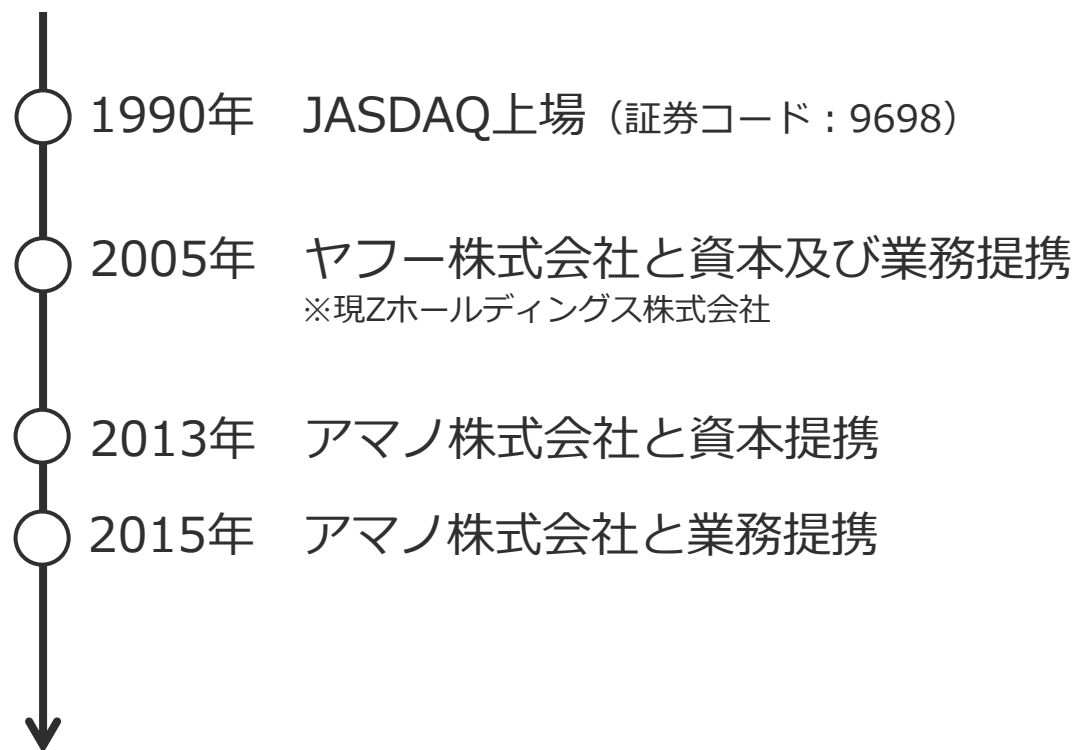 1990年 JASDAQ上場（証券コード：9698）
2005年 ヤフー株式会社と資本及び業務提携
※現Zホールディングス株式会社
2013年 アマノ株式会社と資本提携
2015年 アマノ株式会社と業務提携